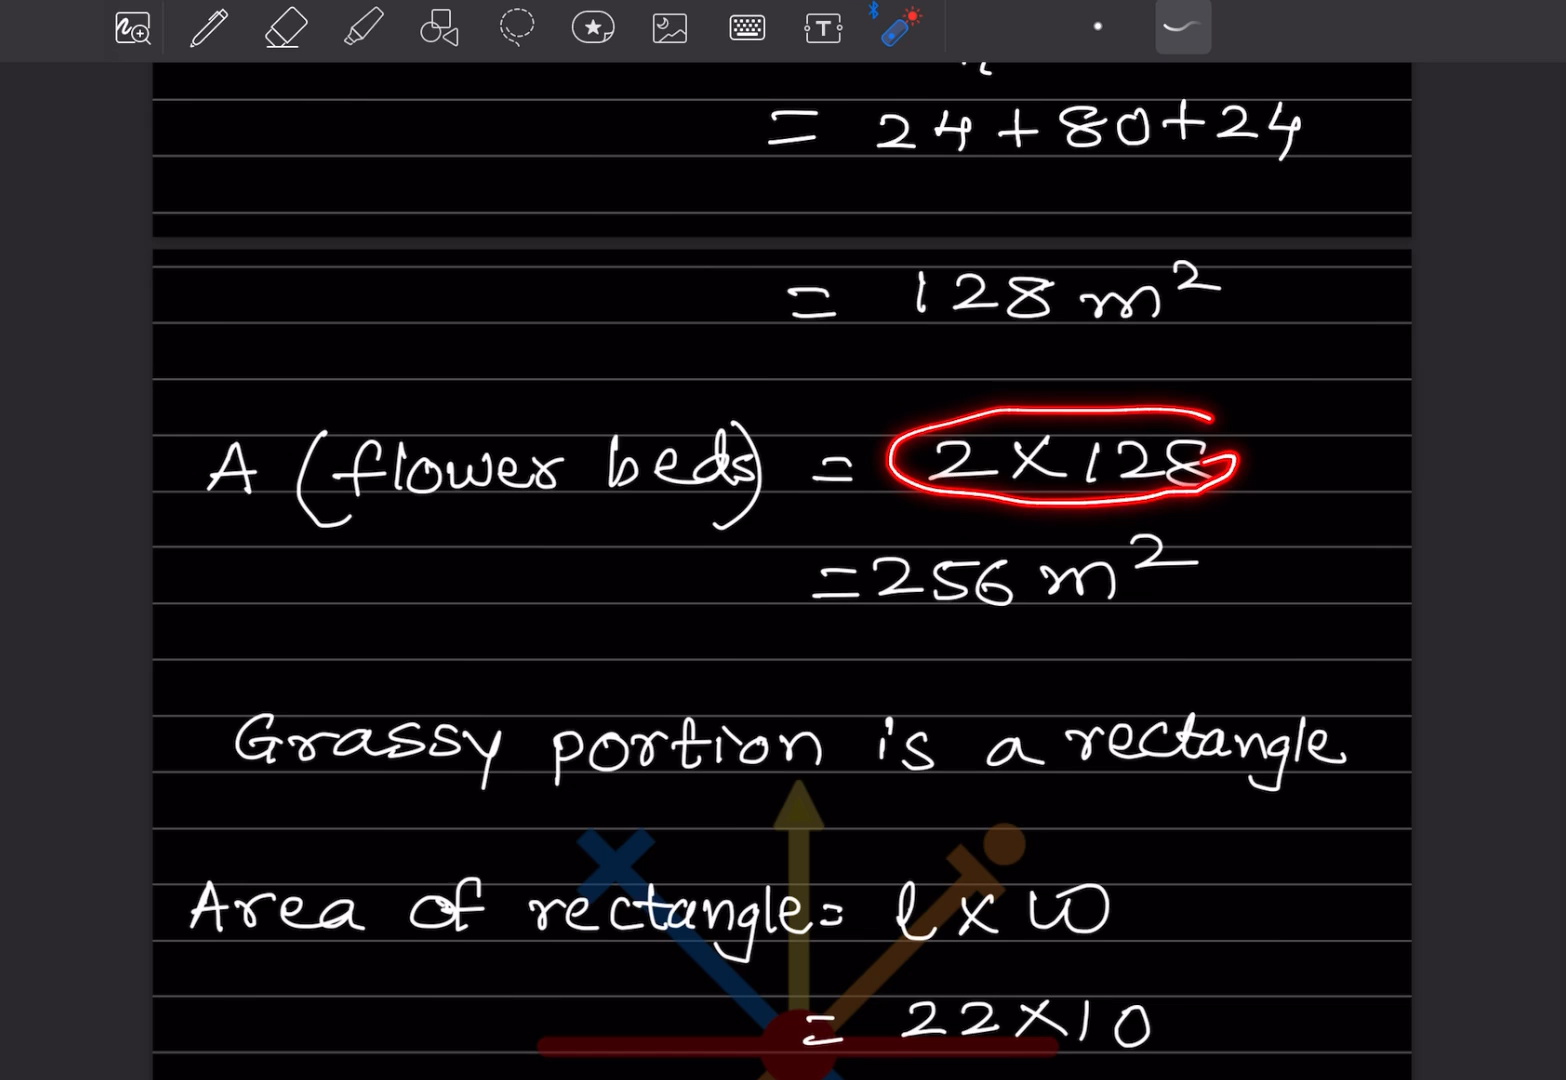 = 24+80+24
= 128 m²
A (flower beds) = 2×128
=256 m²
Grassy portion is a rectangle
Area of rectangle= l×w
= 22×10